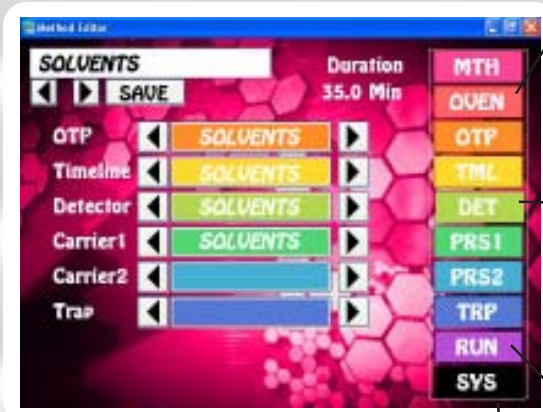 Method Editor
SOLVENTS
SAVE
Duration
35.0 Min
OTP SOLVENTS
Timeline SOLVENTS
Detector SOLVENTS
Carrier1 SOLVENTS
Carrier2
Trap
MTH
OVEN
OTP
TML
DET
PRS1
PRS2
TRP
RUN
SYS